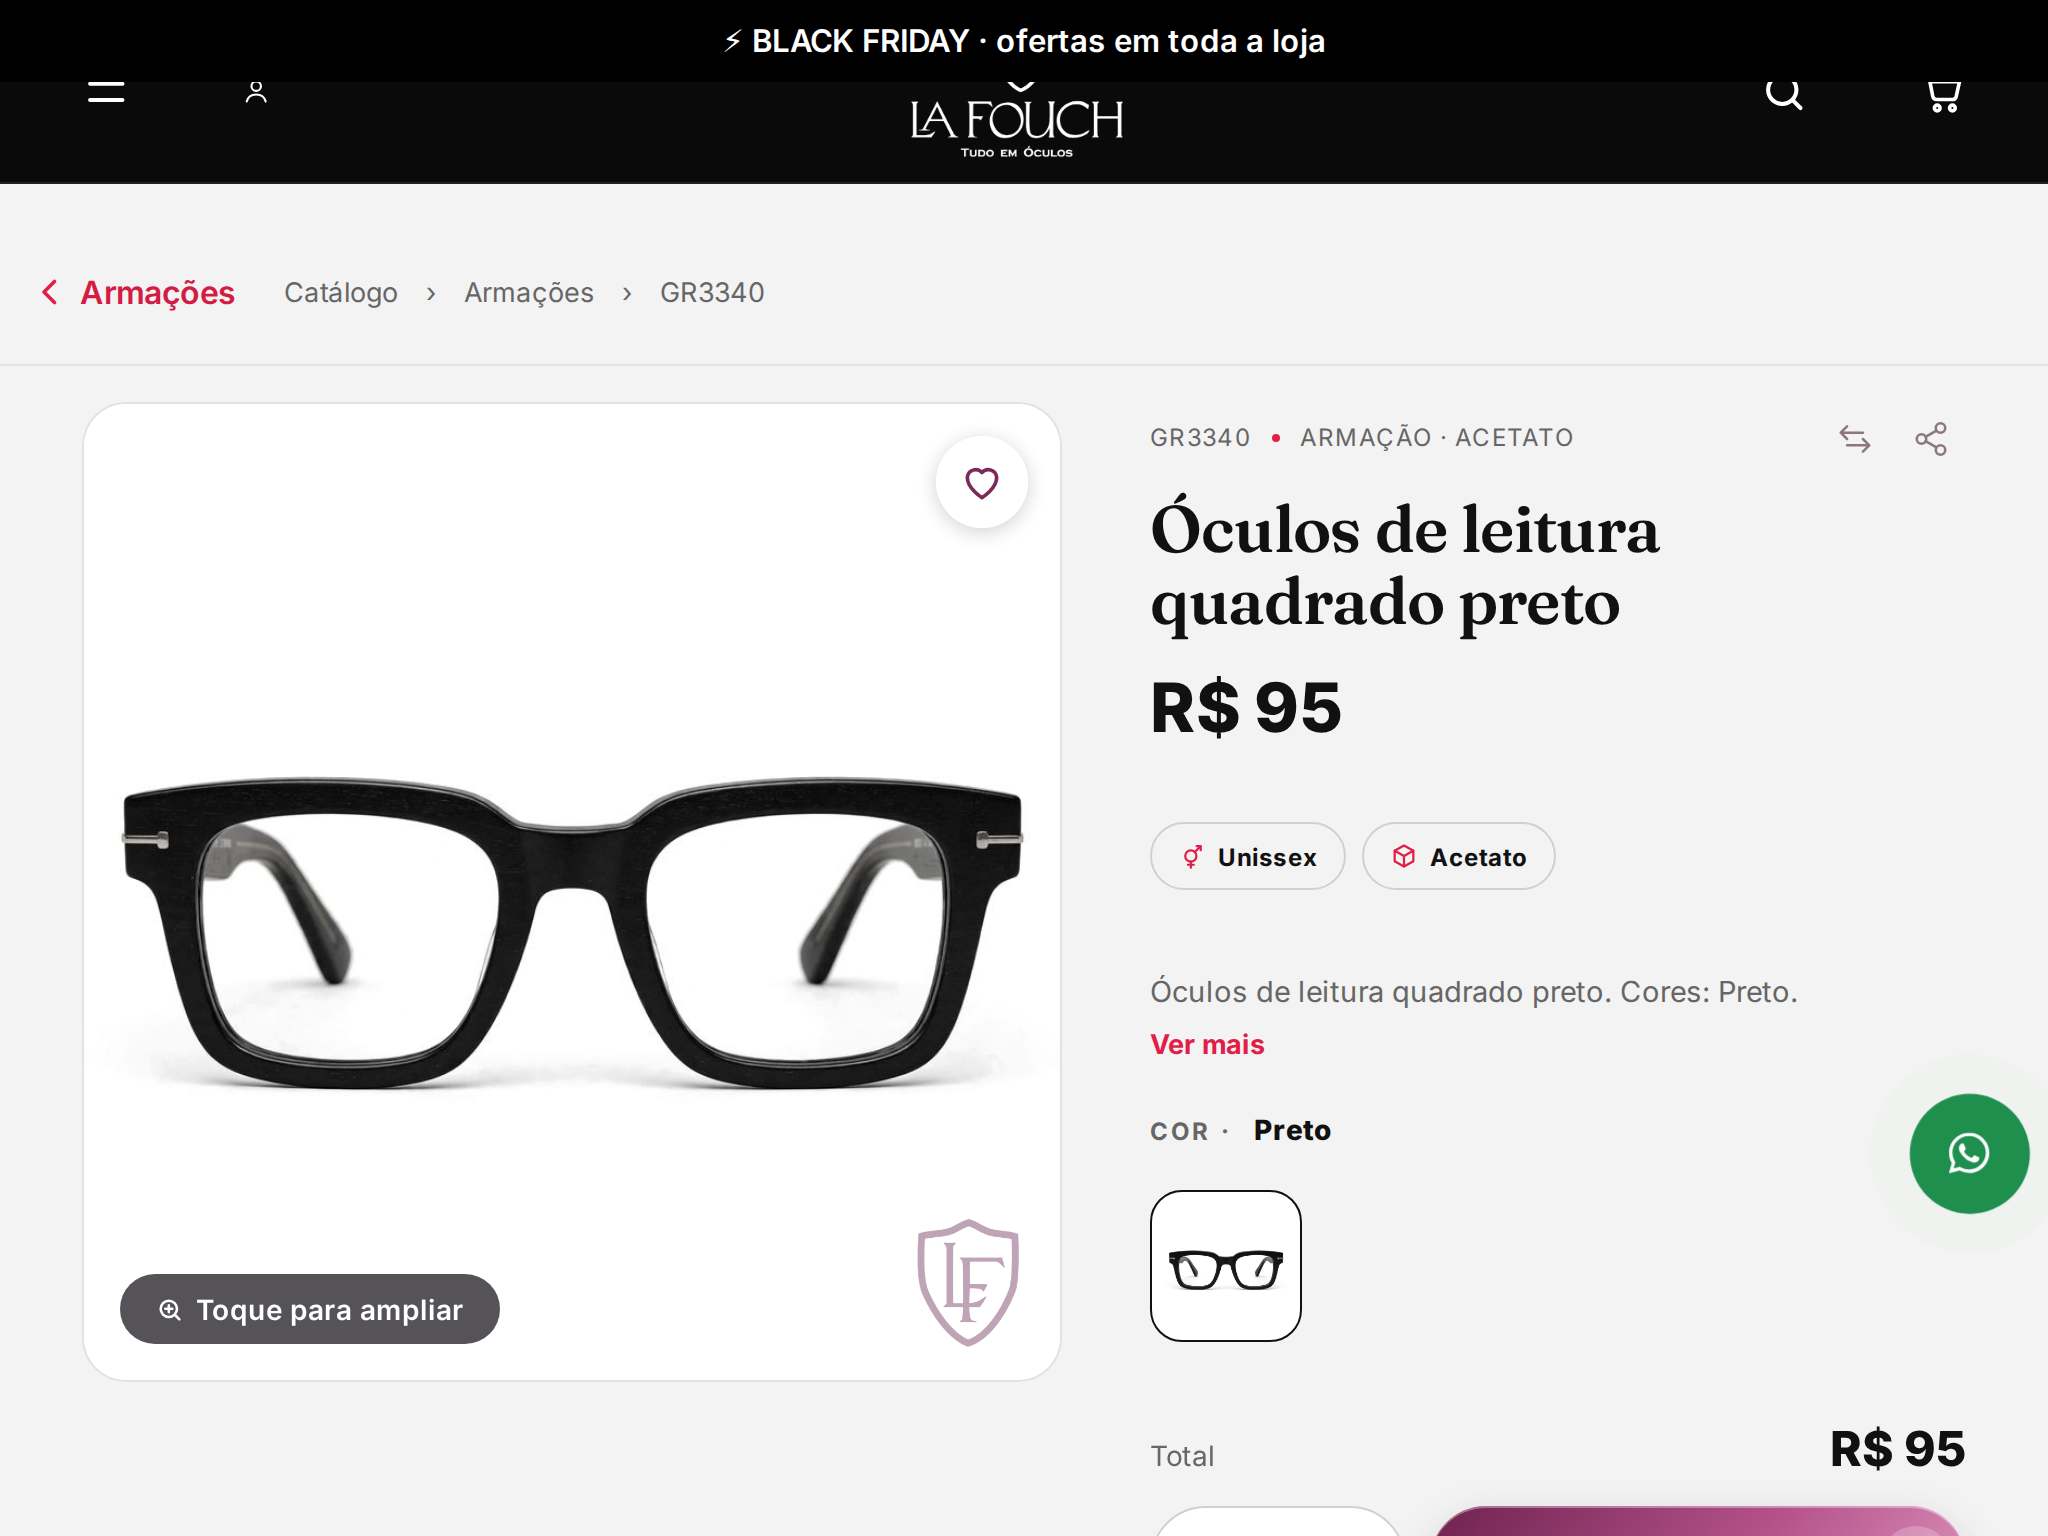 ⚡ BLACK FRIDAY · ofertas em toda a loja
LA FOUCH
TUDO EM ÓCULOS
Armações
Catálogo › Armações › GR3340
GR3340 • ARMAÇÃO · ACETATO
Óculos de leitura
quadrado preto
R$ 95
Unissex
Acetato
Óculos de leitura quadrado preto. Cores: Preto.
Ver mais
COR · Preto
LF
Toque para ampliar
Total
R$ 95